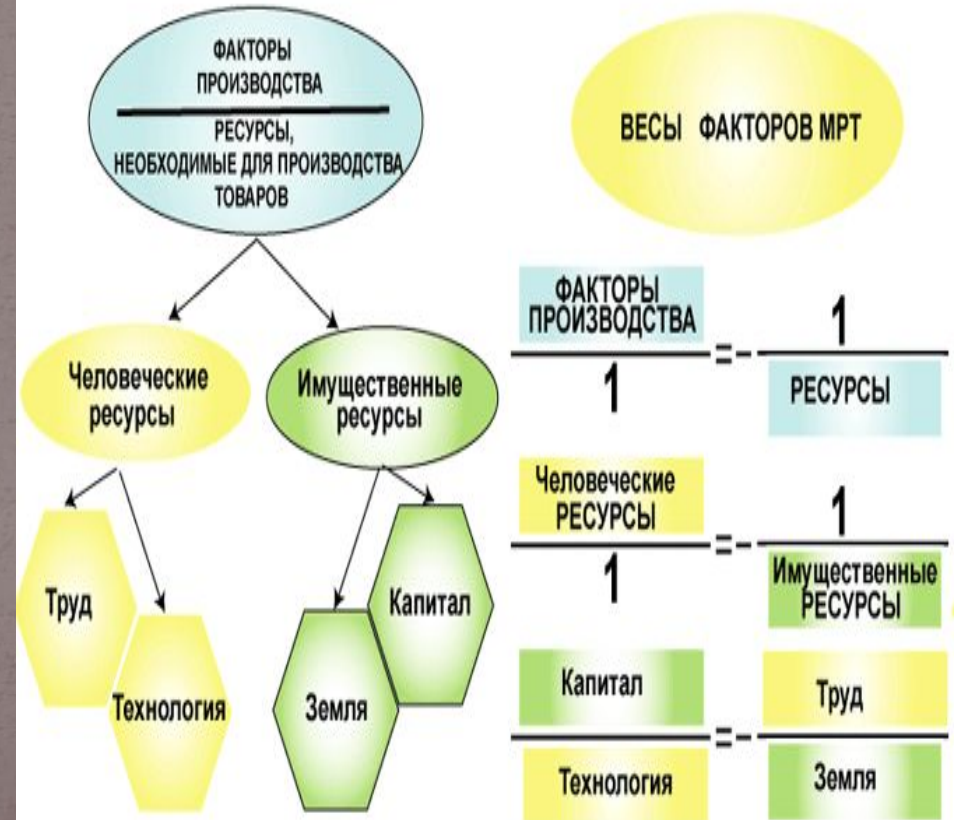 ФАКТОРЫ
ПРОИЗВОДСТВА
РЕСУРСЫ,
НЕОБХОДИМЫЕ ДЛЯ ПРОИЗВОДСТВА
ТОВАРОВ
Человеческие
ресурсы
Имущественные
ресурсы
Труд
Технология
Капитал
Земля
ВЕСЫ ФАКТОРОВ МРТ
ФАКТОРЫ
ПРОИЗВОДСТВА
1
=-
1
РЕСУРСЫ
Человеческие
РЕСУРСЫ
1
=-
1
Имущественные
РЕСУРСЫ
Капитал
Технология
=-
Труд
Земля